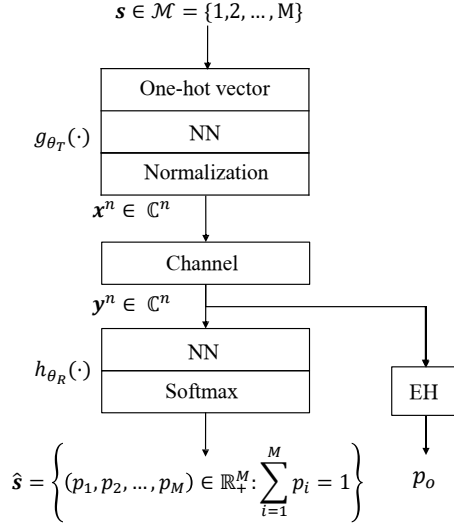 𝒔 ∈ ℳ = {1,2, … , M}
One-hot vector
g_{θ_T}(·)
NN
Normalization
𝒙^n ∈ ℂ^n
Channel
𝒚^n ∈ ℂ^n
NN
h_{θ_R}(·)
Softmax
EH
ŝ = {(p_1, p_2, … , p_M) ∈ ℝ_+^M: ∑_{i=1}^{M} p_i = 1}
p_o